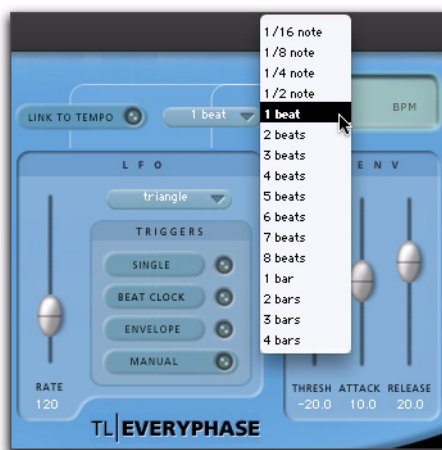 1/16 note
1/8 note
1/4 note
1/2 note
1 beat
2 beats
3 beats
4 beats
5 beats
6 beats
7 beats
8 beats
1 bar
2 bars
3 bars
4 bars
LINK TO TEMPO
1 beat
BPM
LFO
triangle
TRIGGERS
SINGLE
BEAT CLOCK
ENVELOPE
MANUAL
RATE
120
ENV
THRESH ATTACK RELEASE
-20.0 10.0 20.0
TL|EVERYPHASE